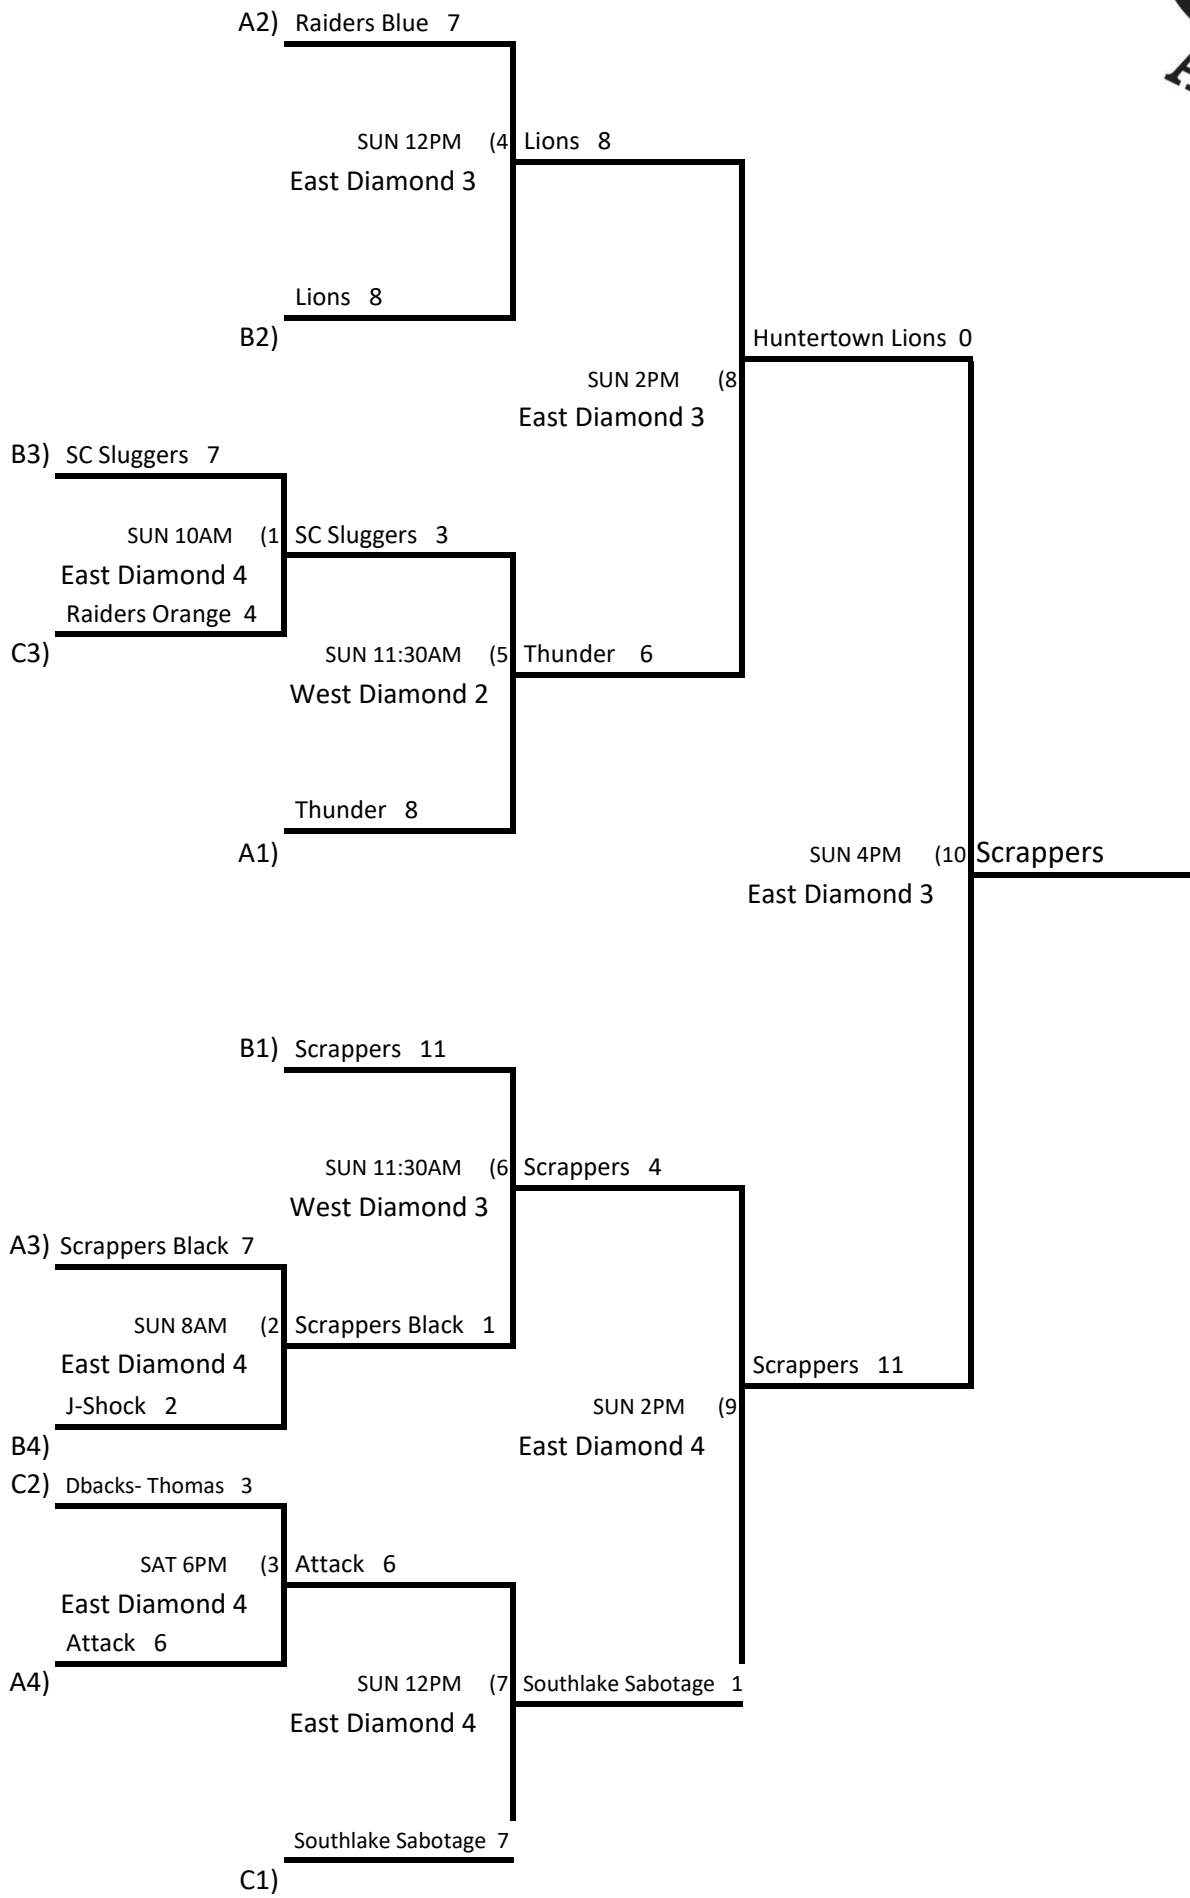 A2) Raiders Blue 7
SUN 12PM (4 Lions 8
East Diamond 3
Lions 8
B2)
Huntertown Lions 0
SUN 2PM (8
East Diamond 3
B3) SC Sluggers 7
SUN 10AM (1 SC Sluggers 3
East Diamond 4
Raiders Orange 4
C3)
SUN 11:30AM (5 Thunder 6
West Diamond 2
Thunder 8
A1)
SUN 4PM (10 Scrappers
East Diamond 3
B1) Scrappers 11
SUN 11:30AM (6 Scrappers 4
West Diamond 3
A3) Scrappers Black 7
SUN 8AM (2 Scrappers Black 1
East Diamond 4
Scrappers 11
J-Shock 2
SUN 2PM (9
B4)
East Diamond 4
C2) Dbacks- Thomas 3
SAT 6PM (3 Attack 6
East Diamond 4
Attack 6
A4)
SUN 12PM (7 Southlake Sabotage 1
East Diamond 4
Southlake Sabotage 7
C1)